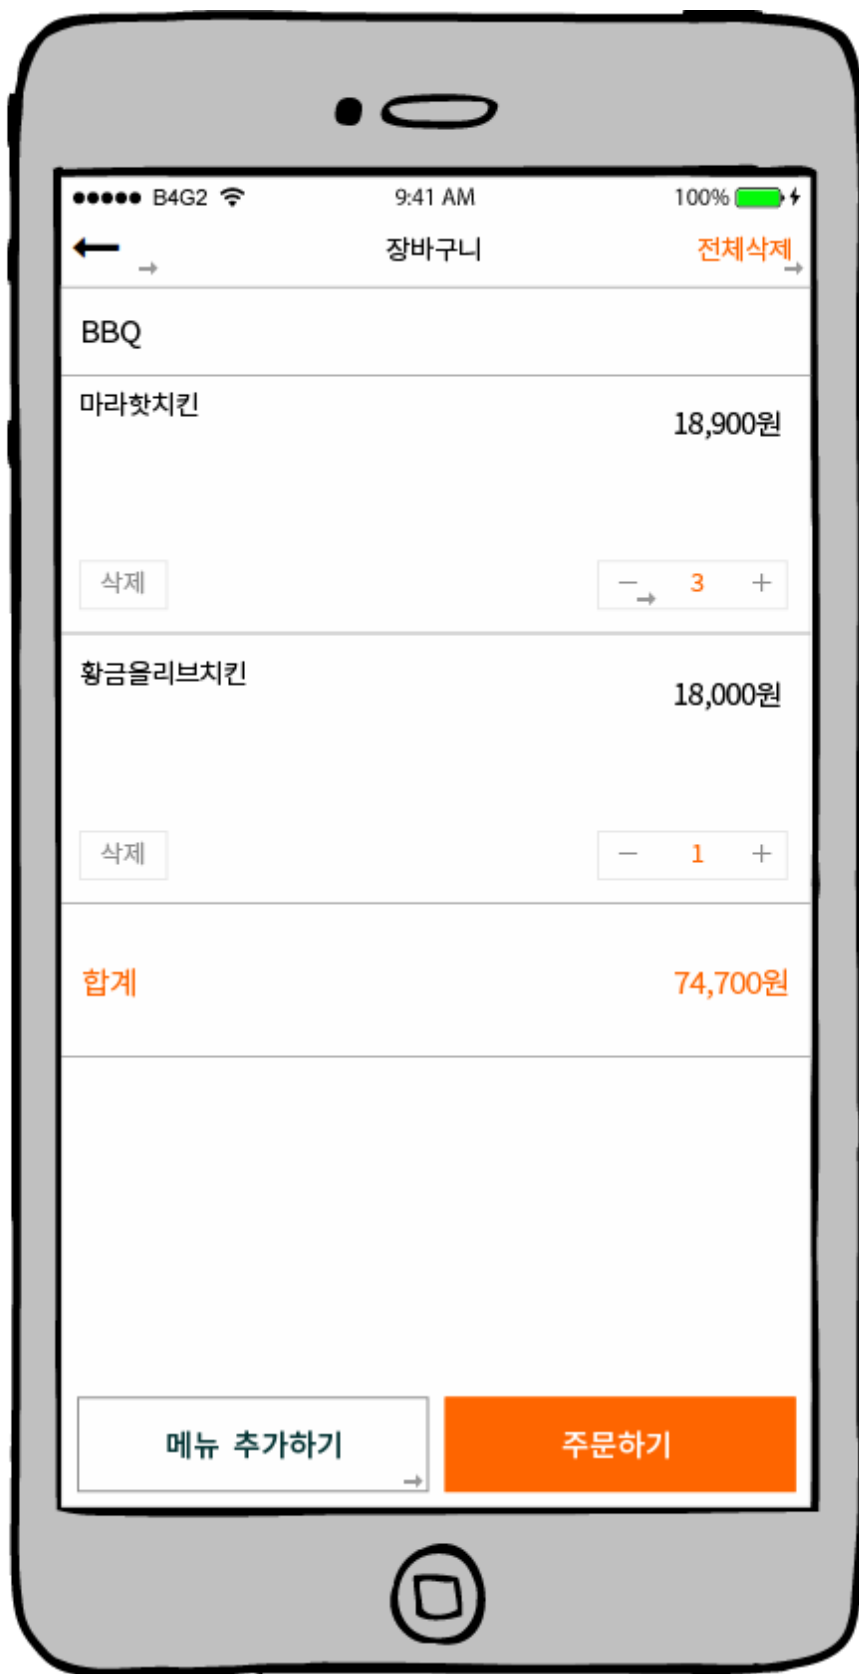 B4G2 9:41 AM 100%
장바구니 전체삭제
BBQ
마라핫치킨
18,900원
삭제 − 3 +
황금올리브치킨
18,000원
삭제 − 1 +
합계 74,700원
메뉴 추가하기 주문하기